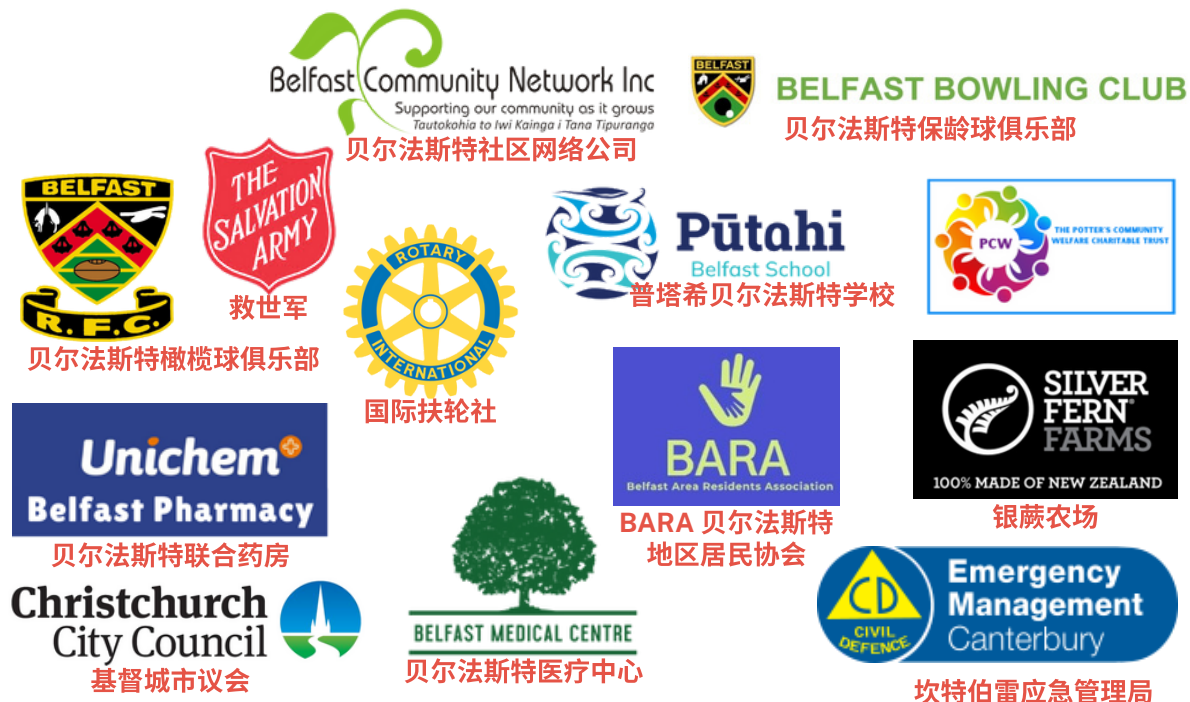 Belfast Community Network Inc
Supporting our community as it grows
Tautokohia to Iwi Kainga i Tana Tipuranga
贝尔法斯特社区网络公司
BELFAST
BELFAST BOWLING CLUB
贝尔法斯特保龄球俱乐部
BELFAST
R.F.C.
贝尔法斯特橄榄球俱乐部
THE
SALVATION
ARMY
救世军
ROTARY
INTERNATIONAL
国际扶轮社
Pūtahi
Belfast School
普塔希贝尔法斯特学校
PCW
THE POTTER'S COMMUNITY
WELFARE CHARITABLE TRUST
Unichem
Belfast Pharmacy
贝尔法斯特联合药房
BARA
Belfast Area Residents Association
BARA 贝尔法斯特
地区居民协会
SILVER
FERN®
FARMS
100% MADE OF NEW ZEALAND
银蕨农场
Christchurch
City Council
基督城市议会
BELFAST MEDICAL CENTRE
贝尔法斯特医疗中心
CD
CIVIL
DEFENCE
Emergency
Management
Canterbury
坎特伯雷应急管理局